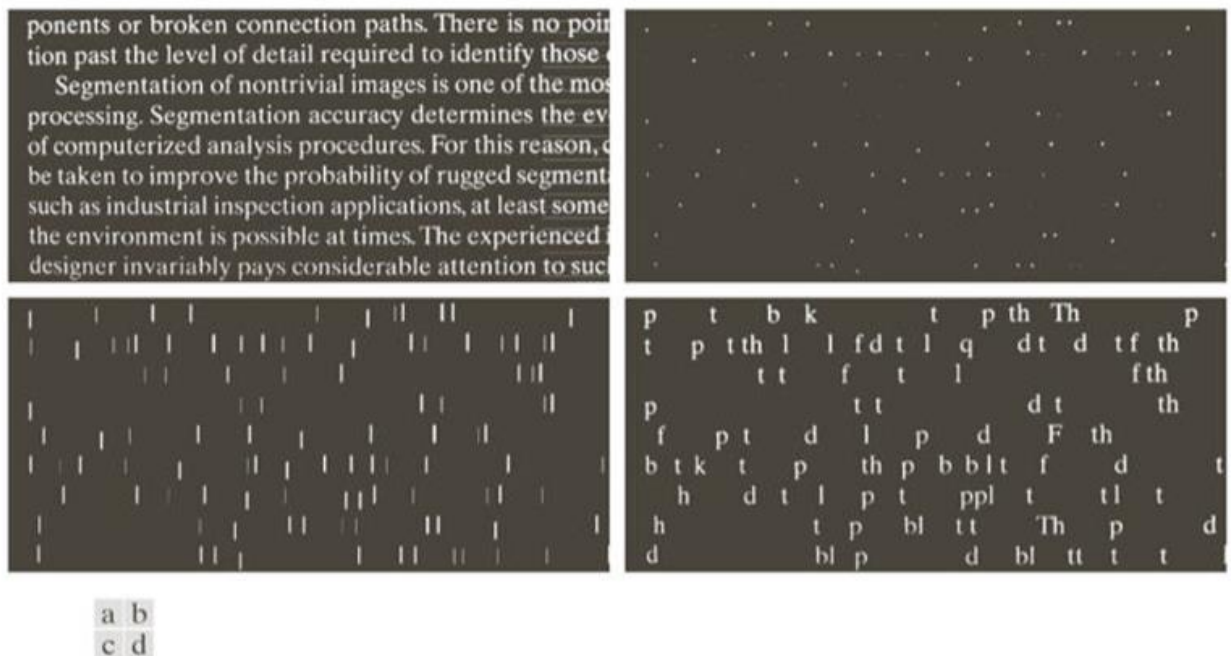 ponents or broken connection paths. There is no poin
tion past the level of detail required to identify those
Segmentation of nontrivial images is one of the mos
processing. Segmentation accuracy determines the ev
of computerized analysis procedures. For this reason, c
be taken to improve the probability of rugged segment
such as industrial inspection applications, at least some
the environment is possible at times. The experienced i
designer invariably pays considerable attention to suc
p t b k t p th Th p
t p t th l l f d t l q d t d t f th
t t f t l f th
p t t d t th
f p t d l p d F th
b t k t p th p b b l t f d t
h d t l p t ppl t t l t
h t p bl t t Th p d
d bl p d bl tt t t
a b
c d